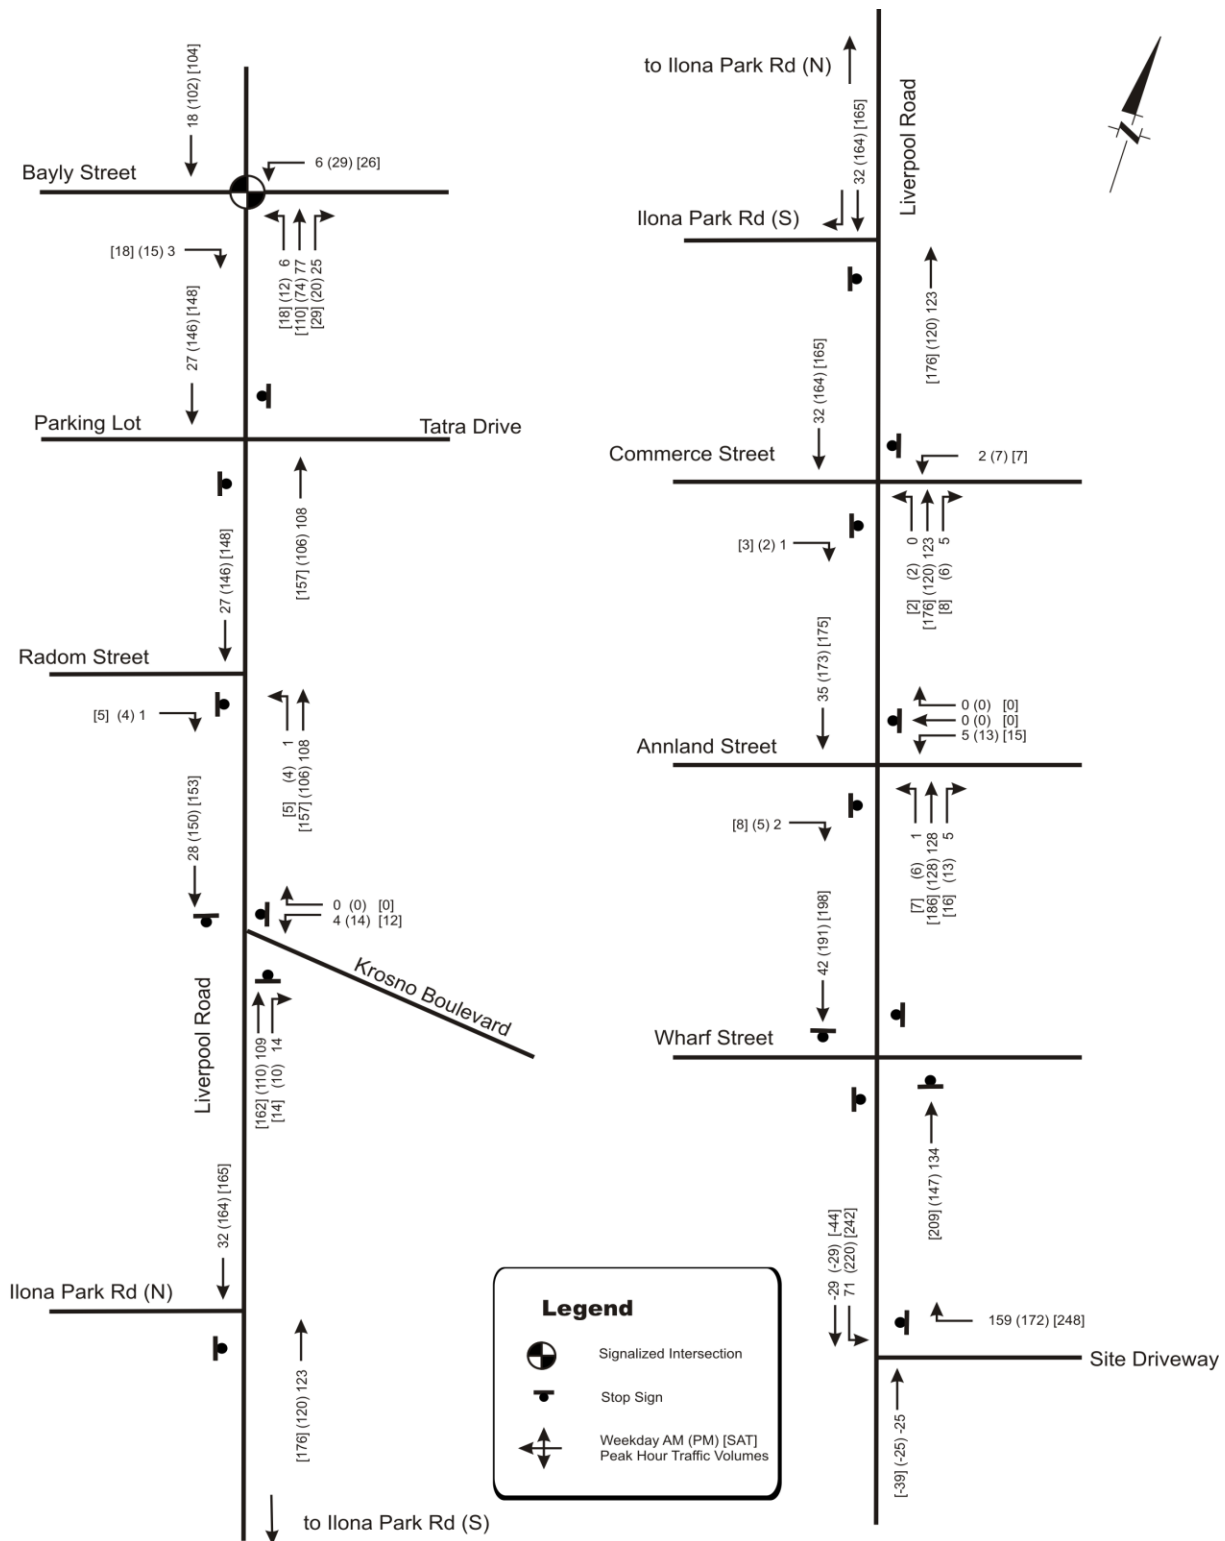 18 (102) [104]
6 (29) [26]
Bayly Street
[18] (15) 3
[18] (12) 6
[110] (74) 77
[29] (20) 25
27 (146) [148]
Parking Lot
Tatra Drive
[157] (106) 108
27 (146) [148]
Radom Street
[5] (4) 1
[5] (4) 1
[157] (106) 108
28 (150) [153]
0 (0) [0]
4 (14) [12]
Krosno Boulevard
Liverpool Road
[162] (110) 109
[14] (10) 14
32 (164) [165]
Ilona Park Rd (N)
[176] (120) 123
to Ilona Park Rd (S)
to Ilona Park Rd (N)
Liverpool Road
N
32 (164) [165]
Ilona Park Rd (S)
[176] (120) 123
32 (164) [165]
Commerce Street
2 (7) [7]
[3] (2) 1
[2] (2) 0
[176] (120) 123
[8] (6) 5
35 (173) [175]
0 (0) [0]
0 (0) [0]
5 (13) [15]
Annland Street
[8] (5) 2
[7] (6) 1
[186] (128) 128
[16] (13) 5
42 (191) [198]
Wharf Street
[209] (147) 134
-29 (-29) [-44]
71 (220) [242]
159 (172) [248]
Site Driveway
[-39] (-25) -25
Legend
Signalized Intersection
Stop Sign
Weekday AM (PM) [SAT]
Peak Hour Traffic Volumes